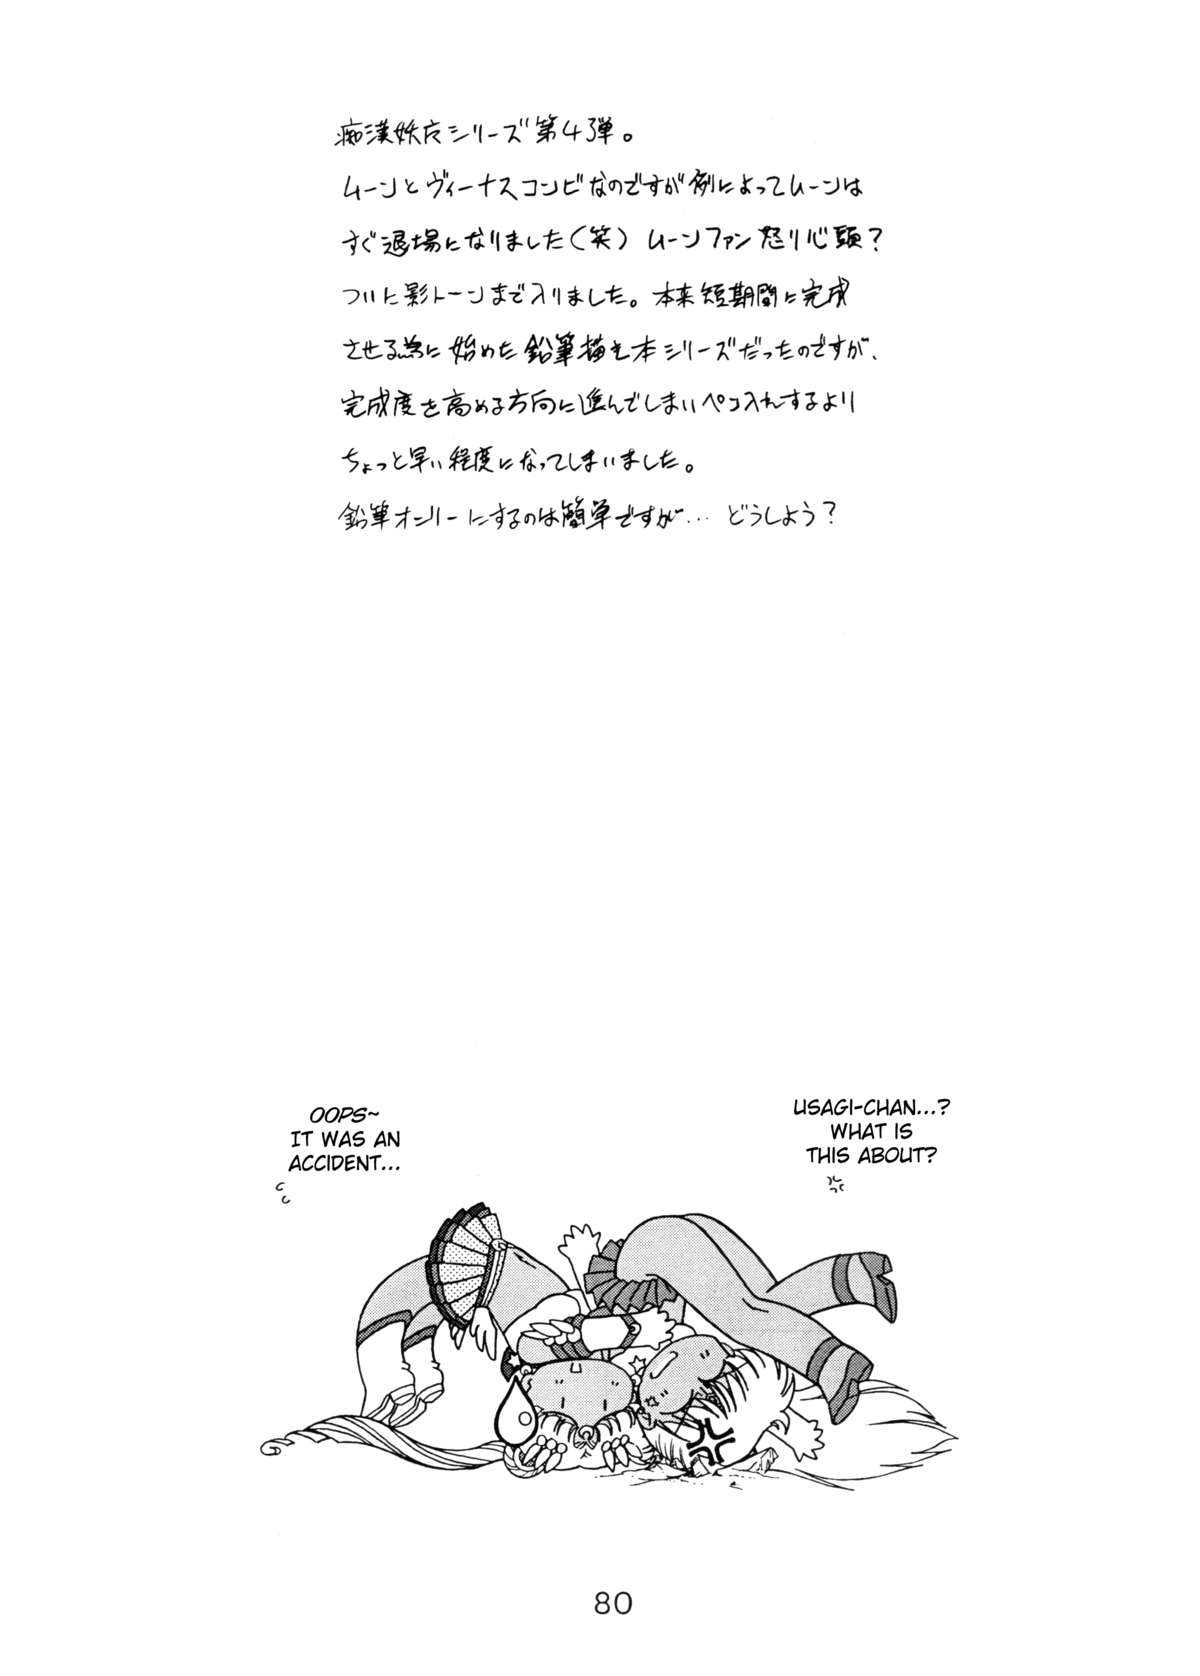 痴漢妖虎シリーズ第4弾。
ムーンとヴィーナスコンビなのですが例によってムーンは
すぐ退場になりました(笑) ムーンファン怒り心頭?
ついに影トーンまで入りました。本来短期間に完成
させる為に始めた鉛筆描き本シリーズだったのですが、
完成度を高める方向に進んでしまいペン入れするより
ちょっと早い程度になってしまいました。
鉛筆オンリーにするのは簡単ですが… どうしよう?
OOPS~
IT WAS AN
ACCIDENT...
USAGI-CHAN...?
WHAT IS
THIS ABOUT?
80